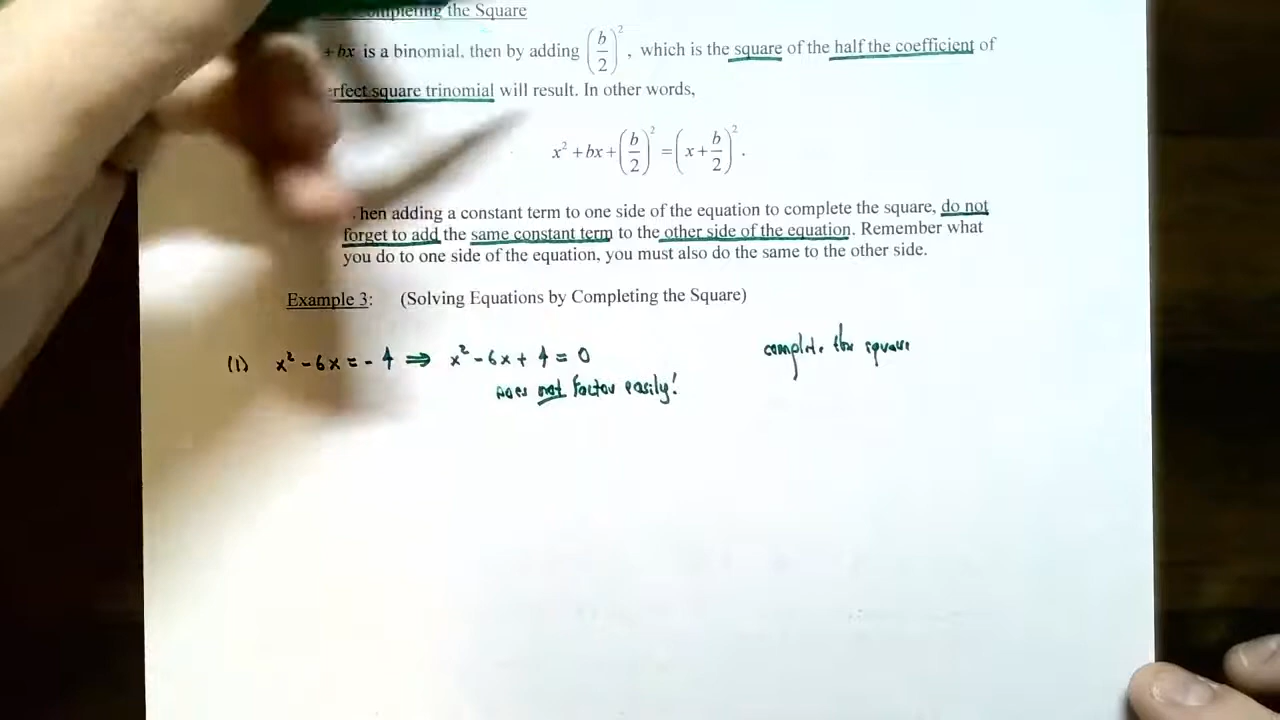 Completing the Square
+ bx is a binomial, then by adding (b/2)², which is the square of the half the coefficient of
rfect square trinomial will result. In other words,
x² + bx + (b/2)² = (x + b/2)².
hen adding a constant term to one side of the equation to complete the square, do not
forget to add the same constant term to the other side of the equation. Remember what
you do to one side of the equation, you must also do the same to the other side.
Example 3: (Solving Equations by Completing the Square)
(1) x² - 6x = - 4 ⇒ x² - 6x + 4 = 0 complete the square
Does not factor easily!